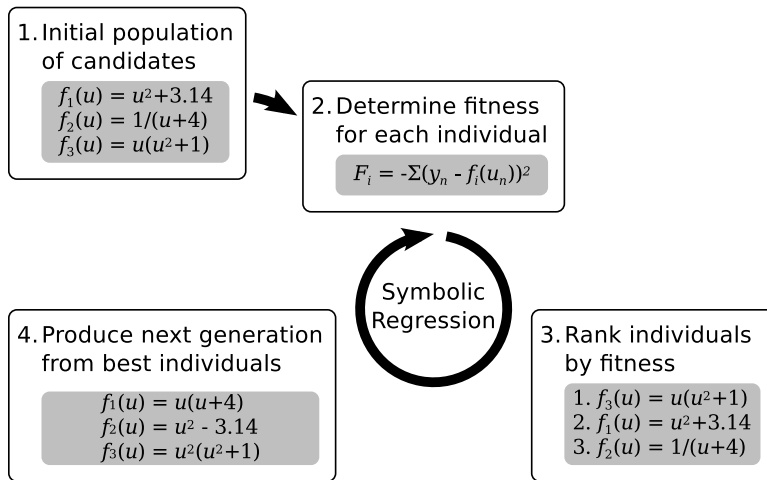 1. Initial population
of candidates
f₁(u) = u²+3.14
f₂(u) = 1/(u+4)
f₃(u) = u(u²+1)
2. Determine fitness
for each individual
Fᵢ = -Σ(yₙ - fᵢ(uₙ))²
Symbolic
Regression
3. Rank individuals
by fitness
1. f₃(u) = u(u²+1)
2. f₁(u) = u²+3.14
3. f₂(u) = 1/(u+4)
4. Produce next generation
from best individuals
f₁(u) = u(u+4)
f₂(u) = u² - 3.14
f₃(u) = u²(u²+1)